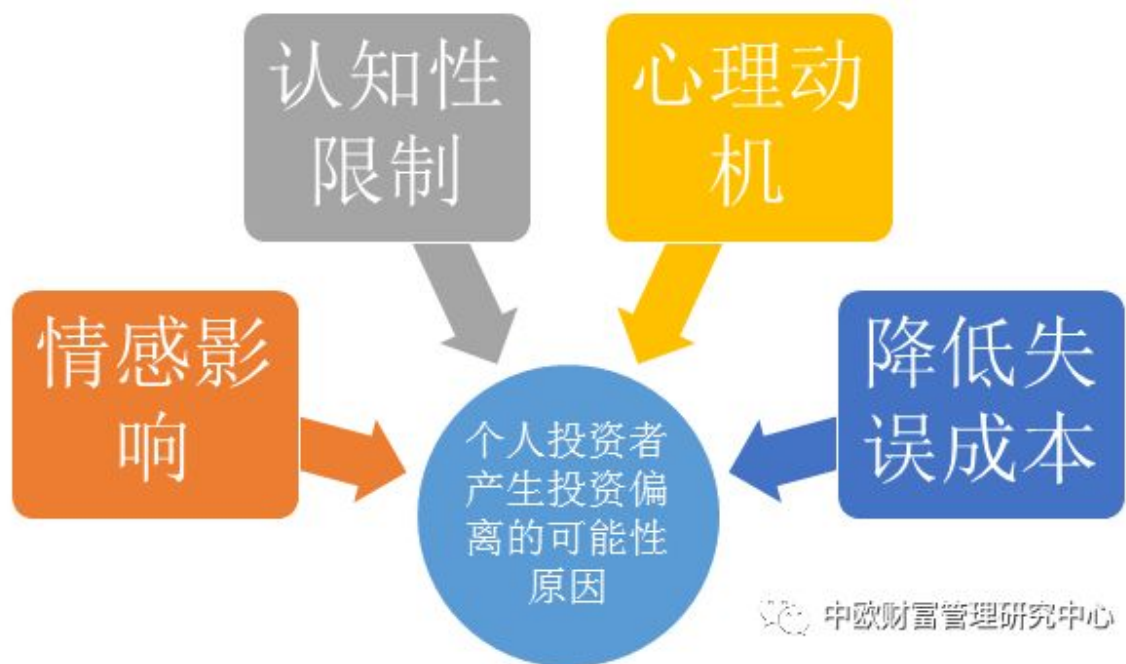 认知性
限制
心理动
机
情感影
响
降低失
误成本
个人投资者
产生投资偏
离的可能性
原因
中欧财富管理研究中心